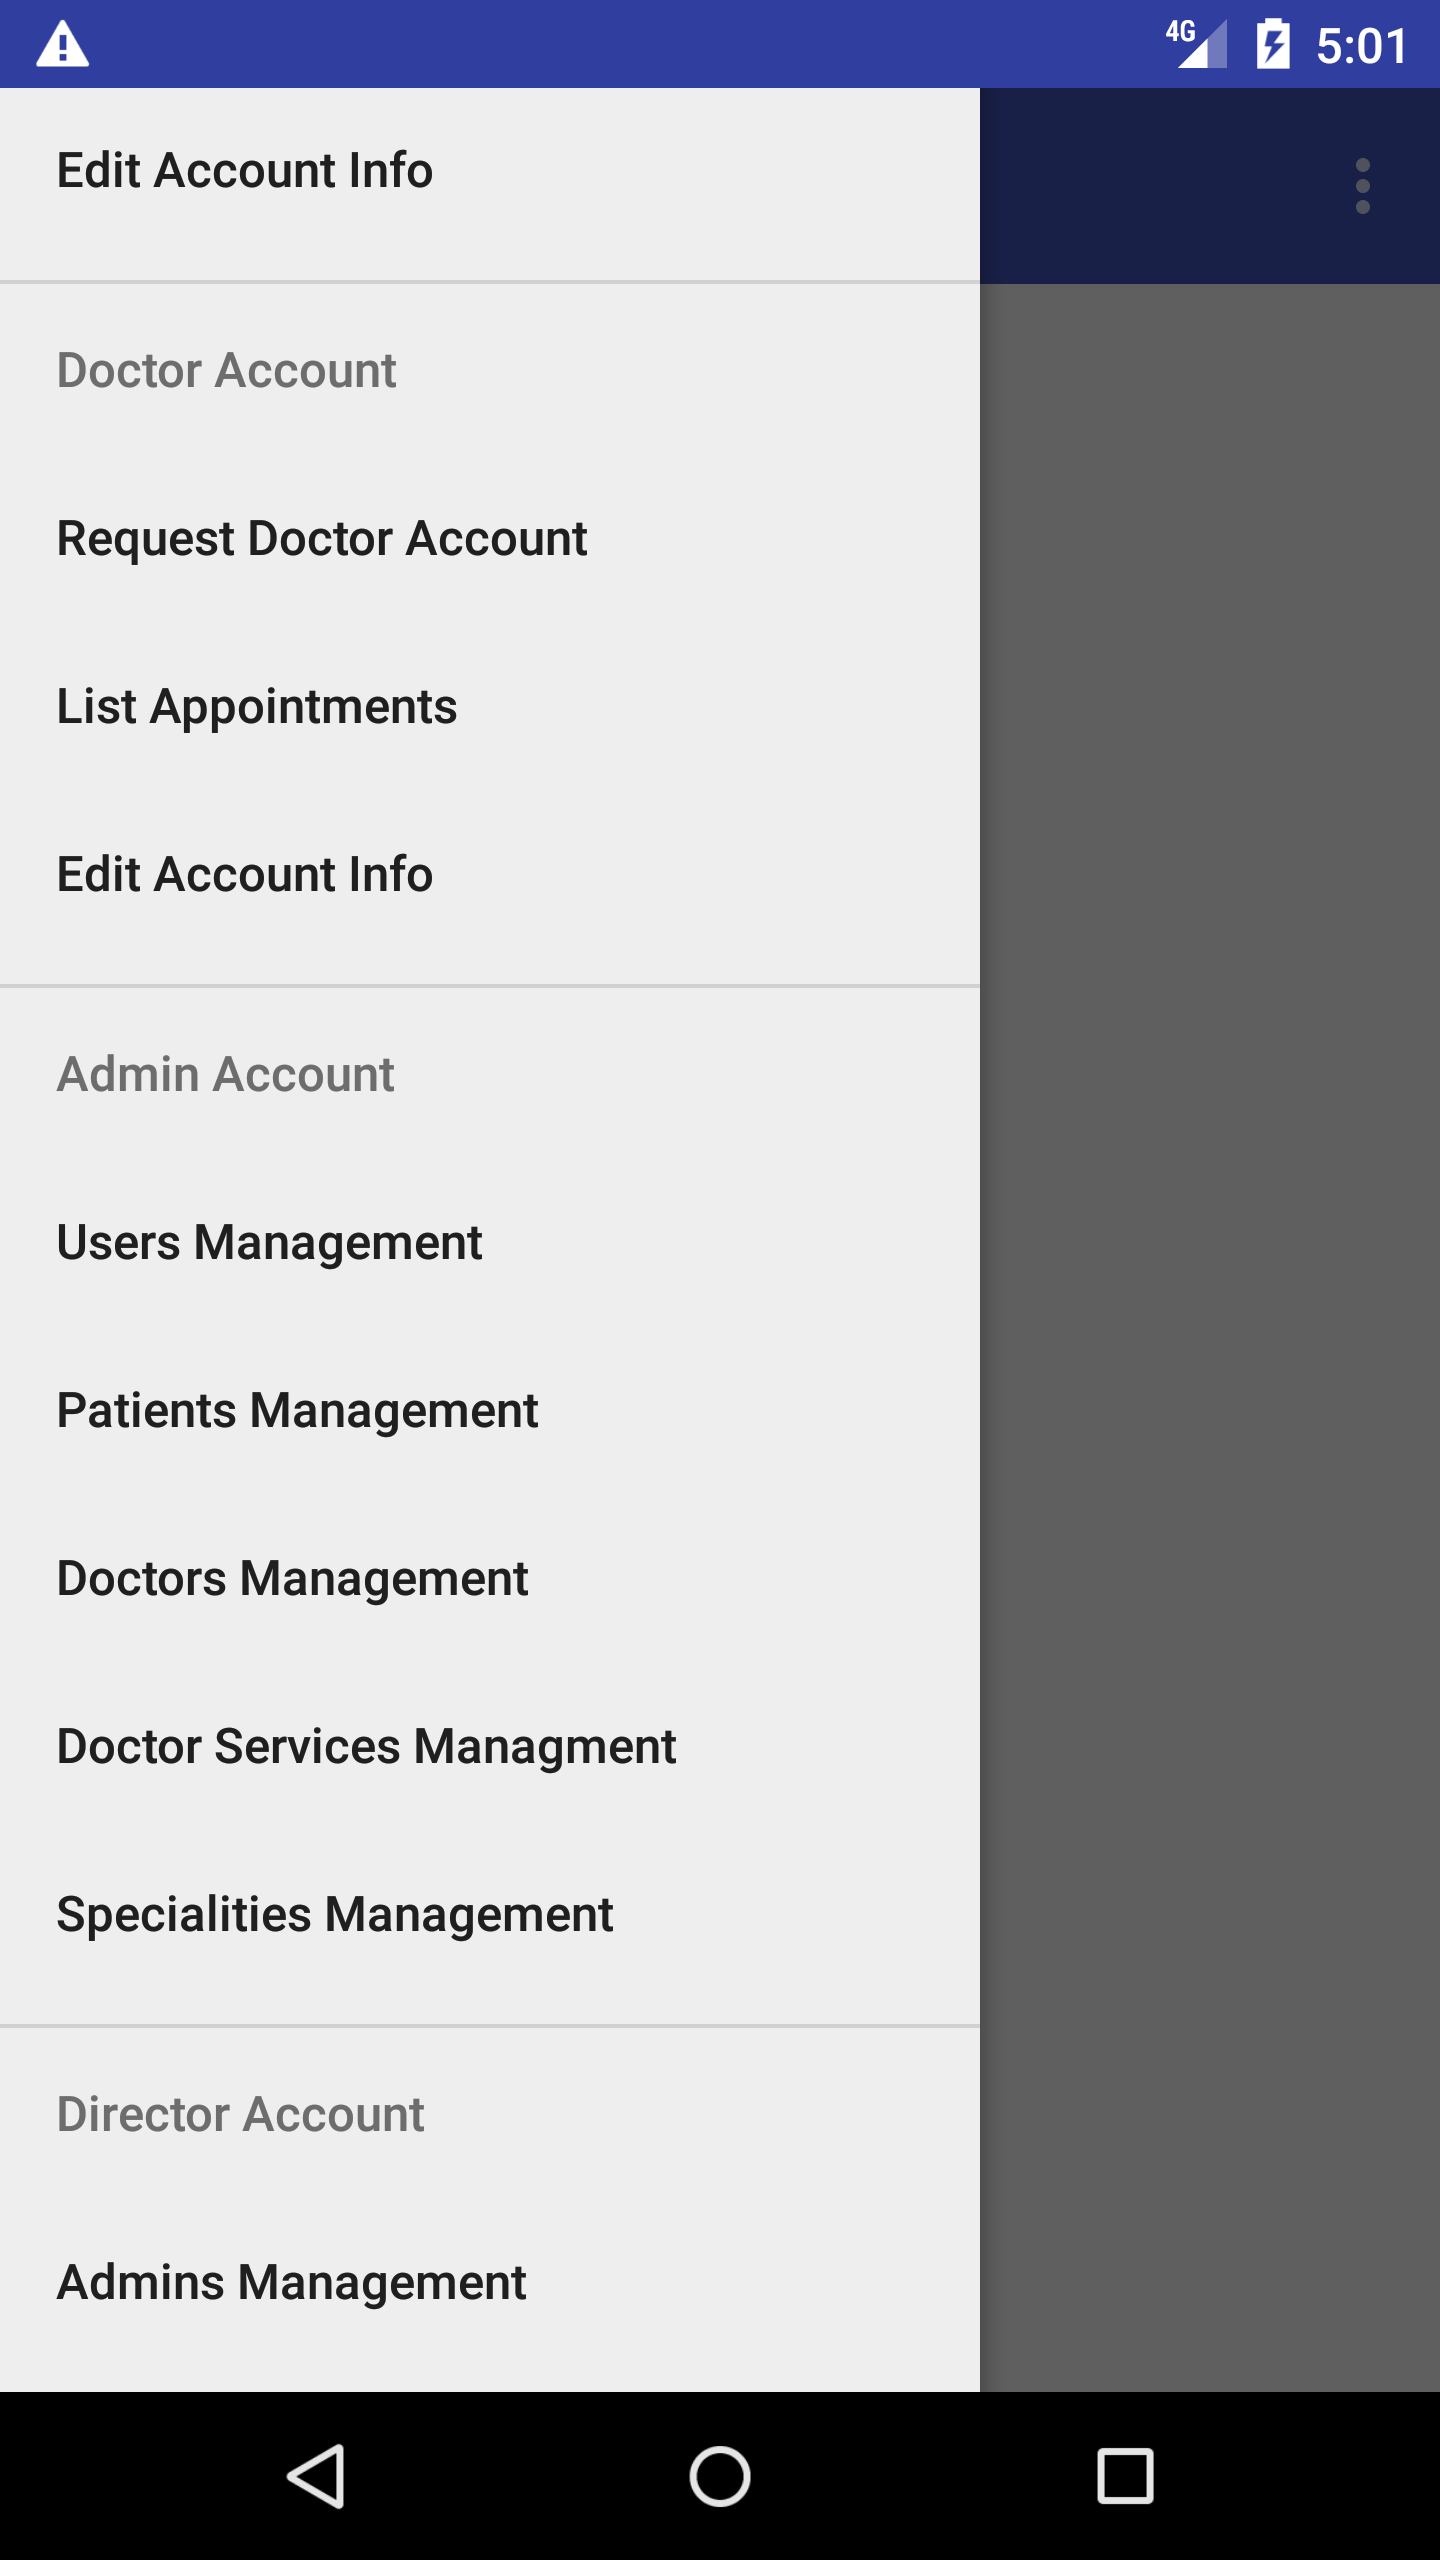 4G 5:01
Edit Account Info
Doctor Account
Request Doctor Account
List Appointments
Edit Account Info
Admin Account
Users Management
Patients Management
Doctors Management
Doctor Services Managment
Specialities Management
Director Account
Admins Management